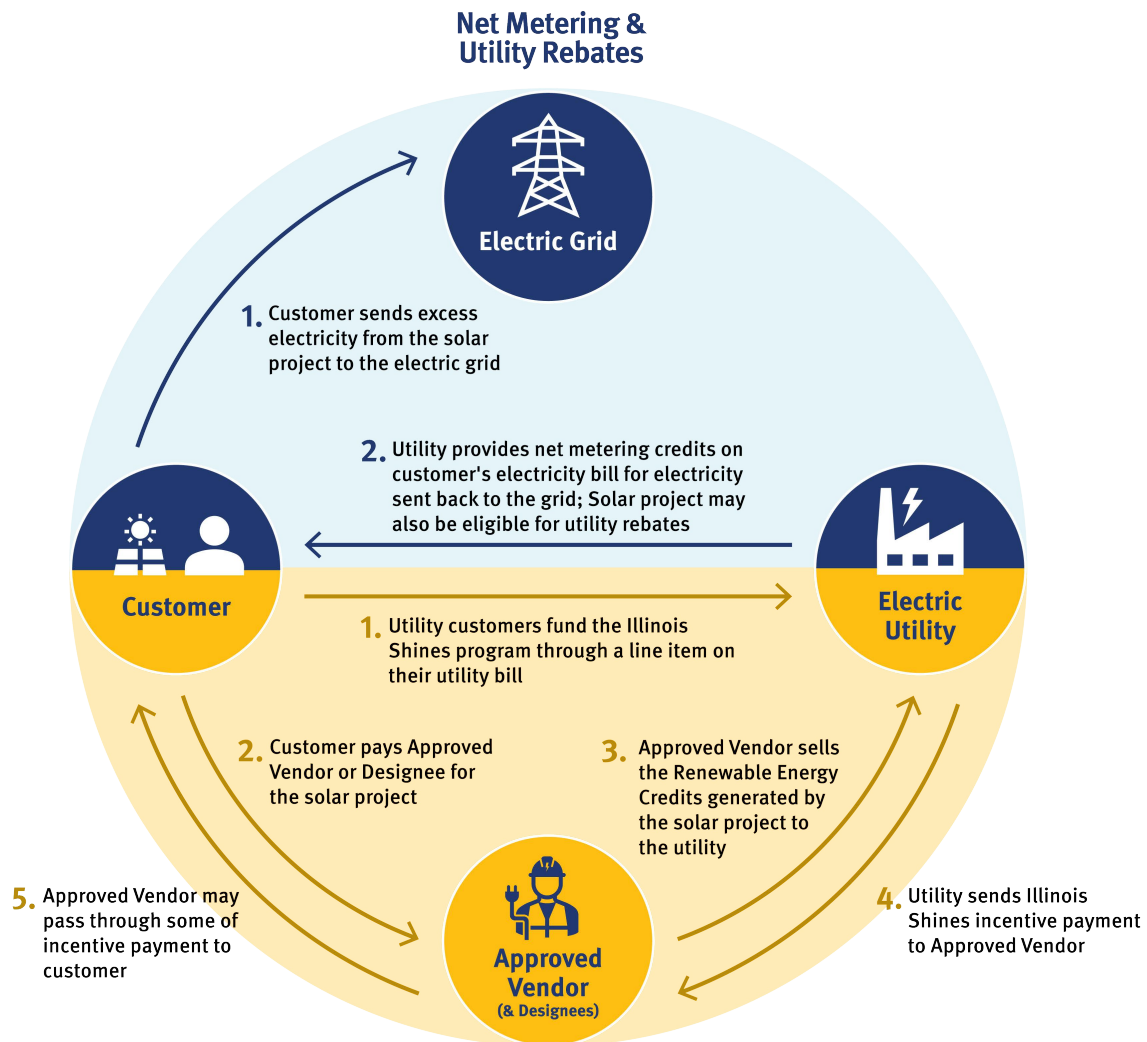 Net Metering &
Utility Rebates
Electric Grid
1. Customer sends excess
electricity from the solar
project to the electric grid
2. Utility provides net metering credits on
customer's electricity bill for electricity
sent back to the grid; Solar project may
also be eligible for utility rebates
Customer
Electric
Utility
1. Utility customers fund the Illinois
Shines program through a line item on
their utility bill
2. Customer pays Approved
Vendor or Designee for
the solar project
3. Approved Vendor sells
the Renewable Energy
Credits generated by
the solar project to
the utility
4. Utility sends Illinois
Shines incentive payment
to Approved Vendor
5. Approved Vendor may
pass through some of
incentive payment to
customer
Approved
Vendor
(& Designees)